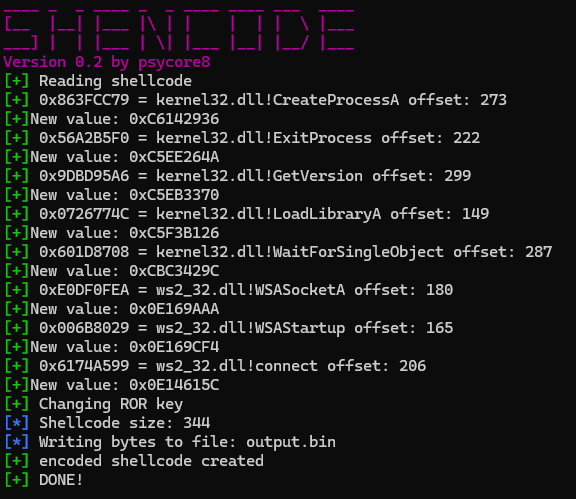 SHENCODE
Version 0.2 by psycore8
[+] Reading shellcode
[+] 0x863FCC79 = kernel32.dll!CreateProcessA offset: 273
[+]New value: 0xC6142936
[+] 0x56A2B5F0 = kernel32.dll!ExitProcess offset: 222
[+]New value: 0xC5EE264A
[+] 0x9DBD95A6 = kernel32.dll!GetVersion offset: 299
[+]New value: 0xC5EB3370
[+] 0x0726774C = kernel32.dll!LoadLibraryA offset: 149
[+]New value: 0xC5F3B126
[+] 0x601D8708 = kernel32.dll!WaitForSingleObject offset: 287
[+]New value: 0xCBC3429C
[+] 0xE0DF0FEA = ws2_32.dll!WSASocketA offset: 180
[+]New value: 0x0E169AAA
[+] 0x006B8029 = ws2_32.dll!WSAStartup offset: 165
[+]New value: 0x0E169CF4
[+] 0x6174A599 = ws2_32.dll!connect offset: 206
[+]New value: 0x0E14615C
[+] Changing ROR key
[*] Shellcode size: 344
[*] Writing bytes to file: output.bin
[+] encoded shellcode created
[+] DONE!